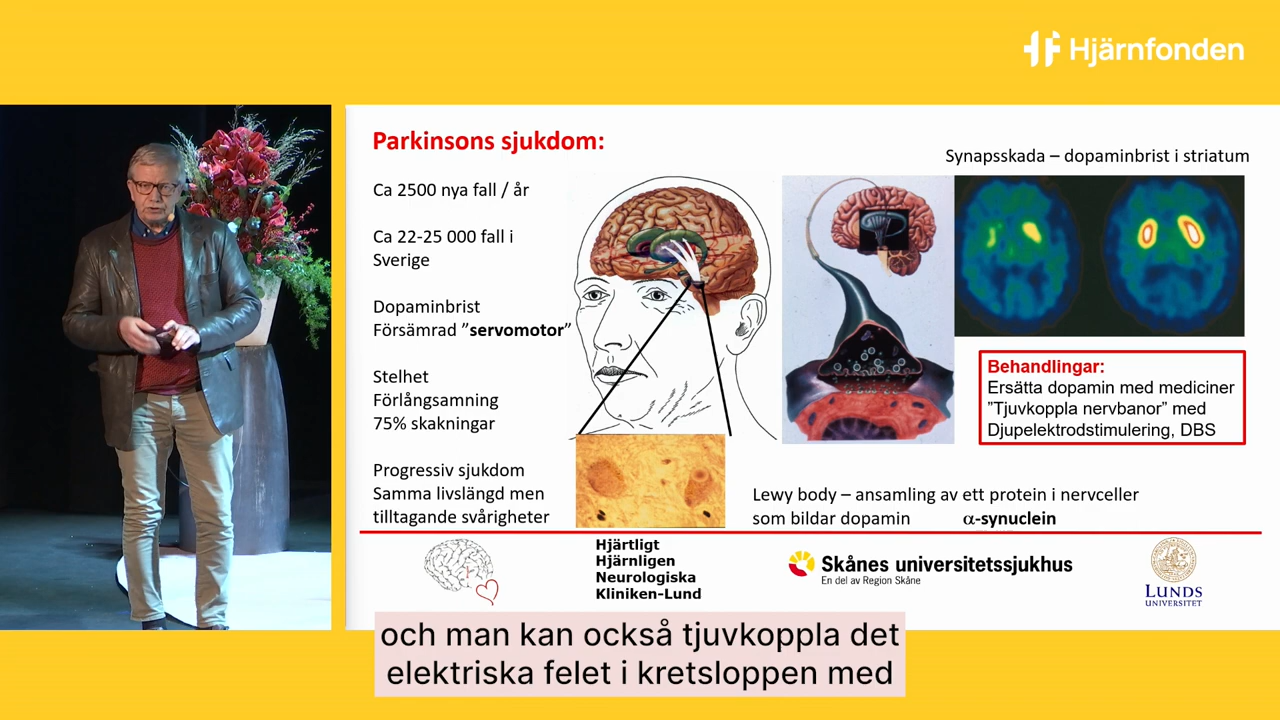 Hjärnfonden
Parkinsons sjukdom:
Ca 2500 nya fall / år
Ca 22-25 000 fall i
Sverige
Dopaminbrist
Försämrad ”servomotor”
Stelhet
Förlångsamning
75% skakningar
Progressiv sjukdom
Samma livslängd men
tilltagande svårigheter
Synapsskada – dopaminbrist i striatum
Behandlingar:
Ersätta dopamin med mediciner
”Tjuvkoppla nervbanor” med
Djupelektrodstimulering, DBS
Lewy body – ansamling av ett protein i nervceller
som bildar dopamin α-synuclein
Hjärtligt
Hjärnligen
Neurologiska
Kliniken-Lund
Skånes universitetssjukhus
En del av Region Skåne
LUNDS
UNIVERSITET
och man kan också tjuvkoppla det
elektriska felet i kretsloppen med